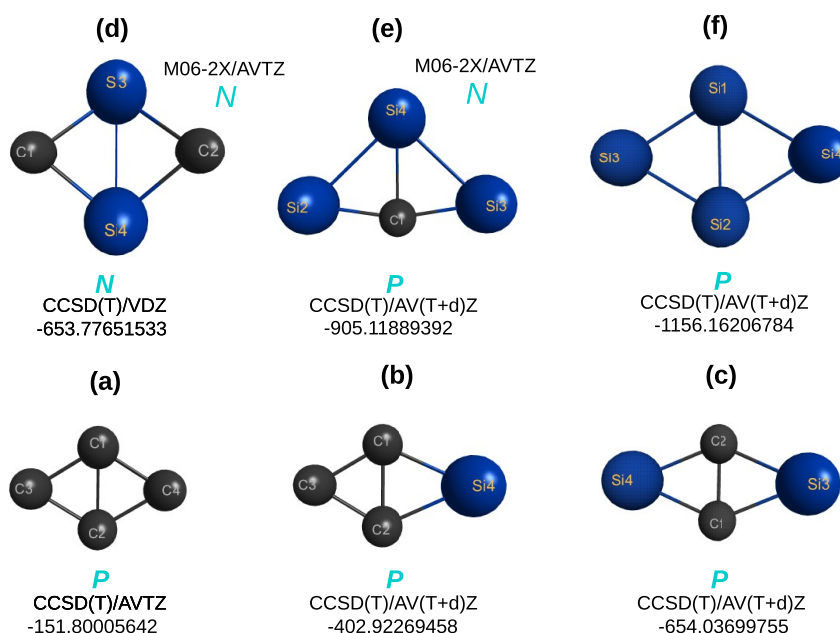 (d)
(e)
(f)
M06-2X/AVTZ
N
M06-2X/AVTZ
N
S3
C1
C2
Si4
Si4
Si2
C1
Si3
Si1
Si3
Si4
Si2
N
CCSD(T)/VDZ
-653.77651533
P
CCSD(T)/AV(T+d)Z
-905.11889392
P
CCSD(T)/AV(T+d)Z
-1156.16206784
(a)
(b)
(c)
C1
C3
C4
C2
C1
C3
Si4
C2
C2
Si4
Si3
C1
P
CCSD(T)/AVTZ
-151.80005642
P
CCSD(T)/AV(T+d)Z
-402.92269458
P
CCSD(T)/AV(T+d)Z
-654.03699755